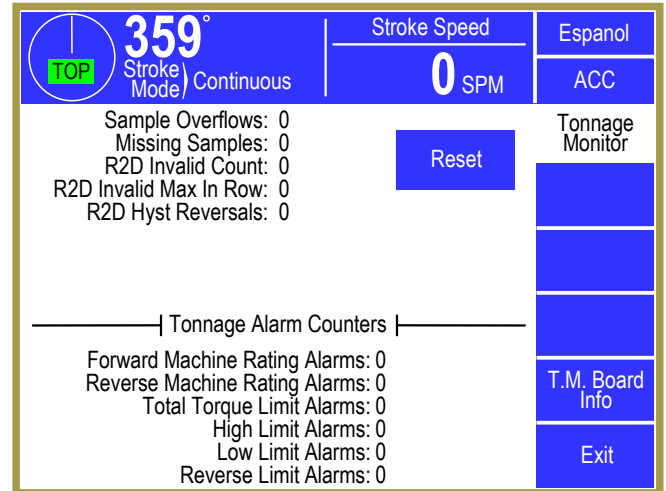 359°
TOP
Stroke Mode) Continuous
Stroke Speed
0 SPM
Espanol
ACC
Sample Overflows: 0
Missing Samples: 0
R2D Invalid Count: 0
R2D Invalid Max In Row: 0
R2D Hyst Reversals: 0
Reset
Tonnage
Monitor
Tonnage Alarm Counters
Forward Machine Rating Alarms: 0
Reverse Machine Rating Alarms: 0
Total Torque Limit Alarms: 0
High Limit Alarms: 0
Low Limit Alarms: 0
Reverse Limit Alarms: 0
T.M. Board
Info
Exit